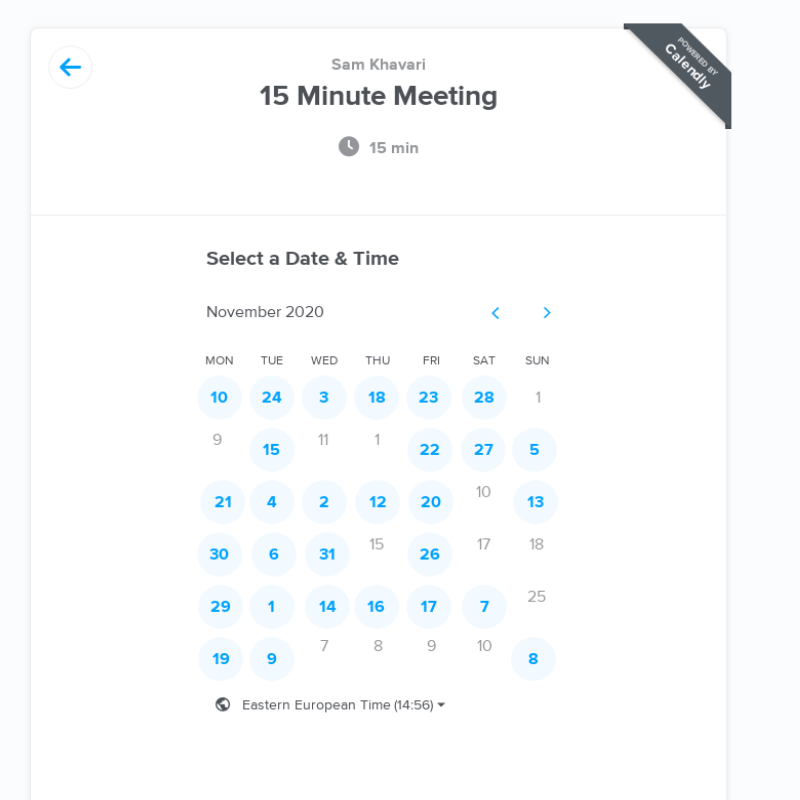 POWERED BY
Calendly
Sam Khavari
15 Minute Meeting
15 min
Select a Date & Time
November 2020
MON TUE WED THU FRI SAT SUN
10 24 3 18 23 28 1
9 15 11 1 22 27 5
21 4 2 12 20 10 13
30 6 31 15 26 17 18
29 1 14 16 17 7 25
19 9 7 8 9 10 8
Eastern European Time (14:56)